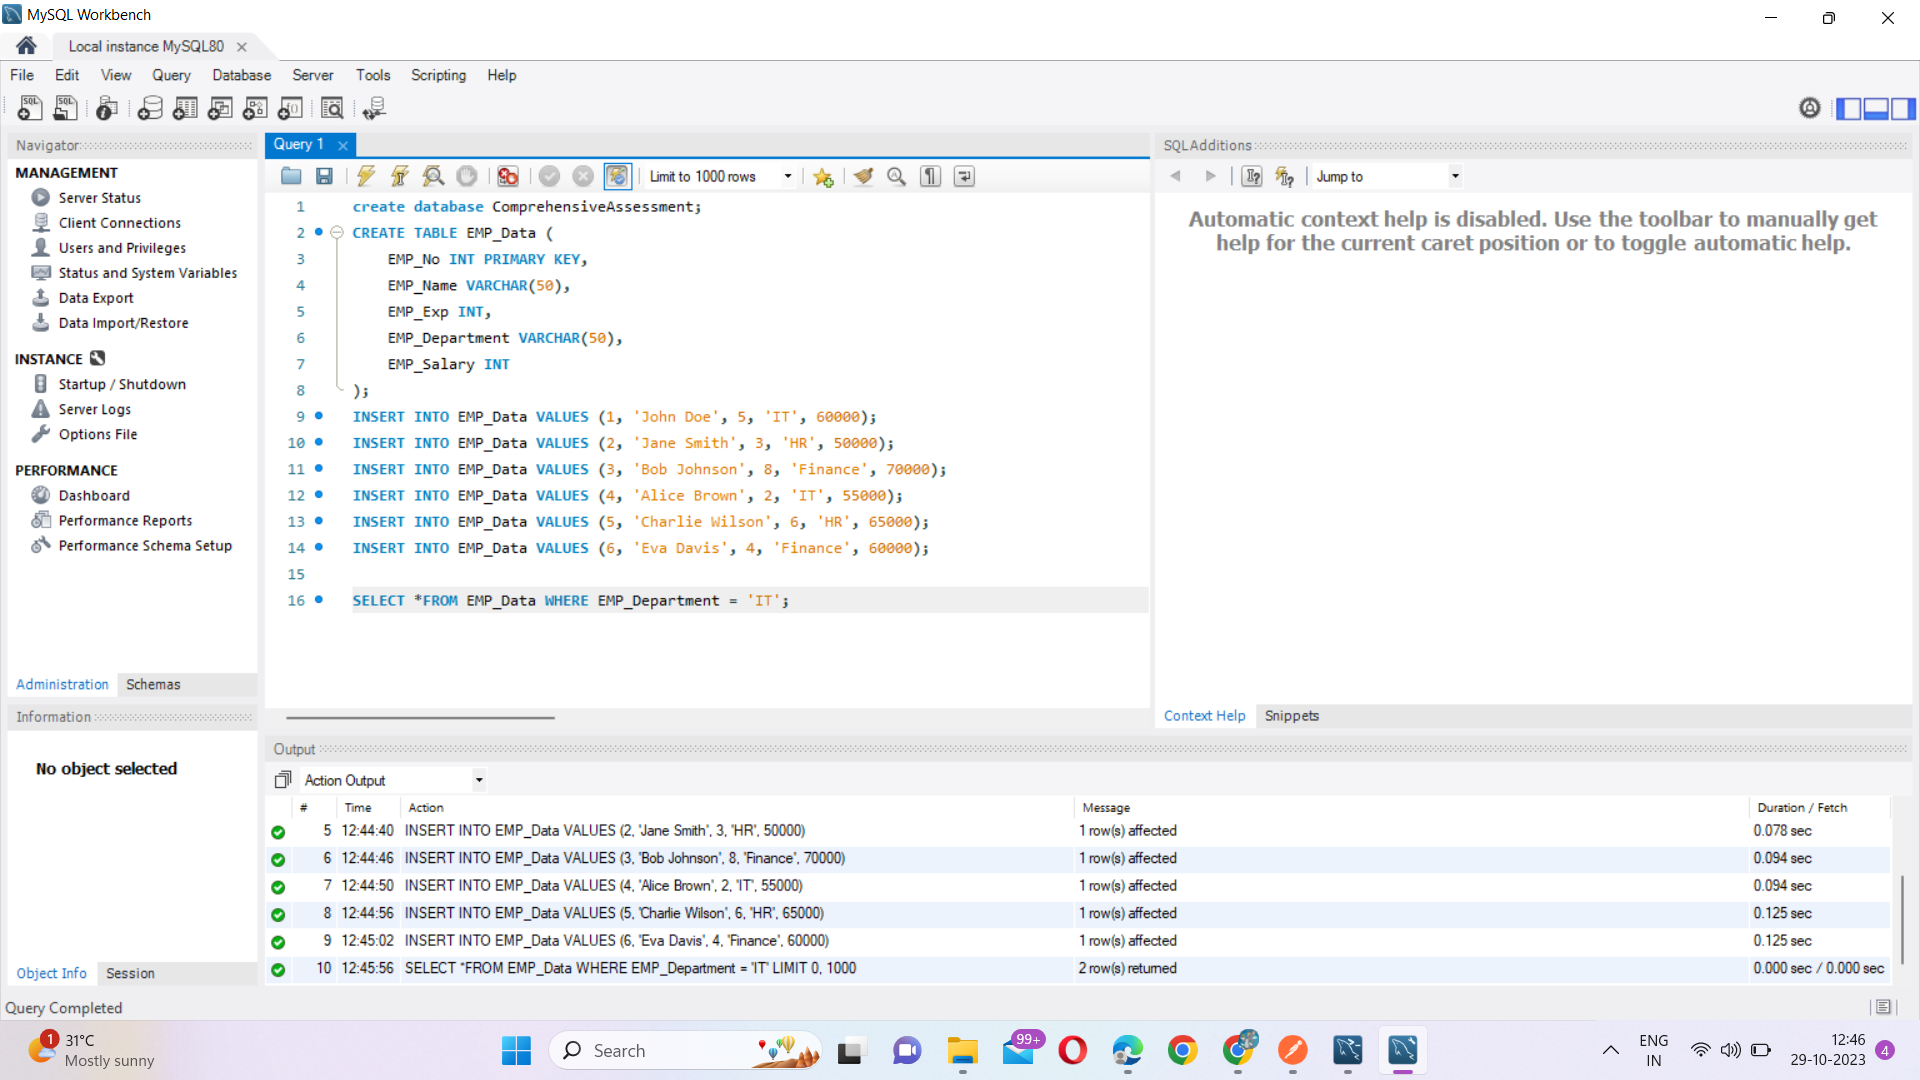 MySQL Workbench
Local instance MySQL80
File Edit View Query Database Server Tools Scripting Help
Navigator
MANAGEMENT
Server Status
Client Connections
Users and Privileges
Status and System Variables
Data Export
Data Import/Restore
INSTANCE
Startup / Shutdown
Server Logs
Options File
PERFORMANCE
Dashboard
Performance Reports
Performance Schema Setup
Administration Schemas
Information
No object selected
Object Info Session
Query 1
Limit to 1000 rows
1 create database ComprehensiveAssessment;
2 CREATE TABLE EMP_Data (
3 EMP_No INT PRIMARY KEY,
4 EMP_Name VARCHAR(50),
5 EMP_Exp INT,
6 EMP_Department VARCHAR(50),
7 EMP_Salary INT
8 );
9 INSERT INTO EMP_Data VALUES (1, 'John Doe', 5, 'IT', 60000);
10 INSERT INTO EMP_Data VALUES (2, 'Jane Smith', 3, 'HR', 50000);
11 INSERT INTO EMP_Data VALUES (3, 'Bob Johnson', 8, 'Finance', 70000);
12 INSERT INTO EMP_Data VALUES (4, 'Alice Brown', 2, 'IT', 55000);
13 INSERT INTO EMP_Data VALUES (5, 'Charlie Wilson', 6, 'HR', 65000);
14 INSERT INTO EMP_Data VALUES (6, 'Eva Davis', 4, 'Finance', 60000);
15
16 SELECT *FROM EMP_Data WHERE EMP_Department = 'IT';
SQLAdditions
Jump to
Automatic context help is disabled. Use the toolbar to manually get
help for the current caret position or to toggle automatic help.
Context Help Snippets
Output
Action Output
# Time Action Message Duration / Fetch
5 12:44:40 INSERT INTO EMP_Data VALUES (2, 'Jane Smith', 3, 'HR', 50000) 1 row(s) affected 0.078 sec
6 12:44:46 INSERT INTO EMP_Data VALUES (3, 'Bob Johnson', 8, 'Finance', 70000) 1 row(s) affected 0.094 sec
7 12:44:50 INSERT INTO EMP_Data VALUES (4, 'Alice Brown', 2, 'IT', 55000) 1 row(s) affected 0.094 sec
8 12:44:56 INSERT INTO EMP_Data VALUES (5, 'Charlie Wilson', 6, 'HR', 65000) 1 row(s) affected 0.125 sec
9 12:45:02 INSERT INTO EMP_Data VALUES (6, 'Eva Davis', 4, 'Finance', 60000) 1 row(s) affected 0.125 sec
10 12:45:56 SELECT *FROM EMP_Data WHERE EMP_Department = 'IT' LIMIT 0, 1000 2 row(s) returned 0.000 sec / 0.000 sec
Query Completed
1
31°C
Mostly sunny
Search
99+
ENG
IN
12:46
29-10-2023
4